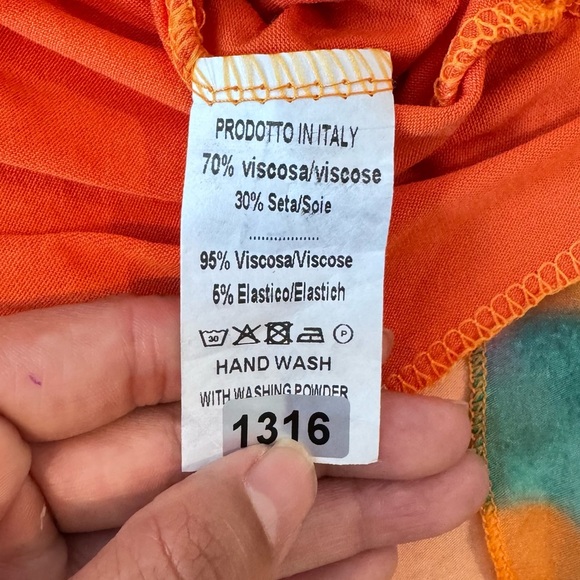 PRODOTTO IN ITALY
70% viscosa/viscose
30% Seta/Soie
..................
95% Viscosa/Viscose
5% Elastico/Elastich
30 P
HAND WASH
WITH WASHING POWDER
1316